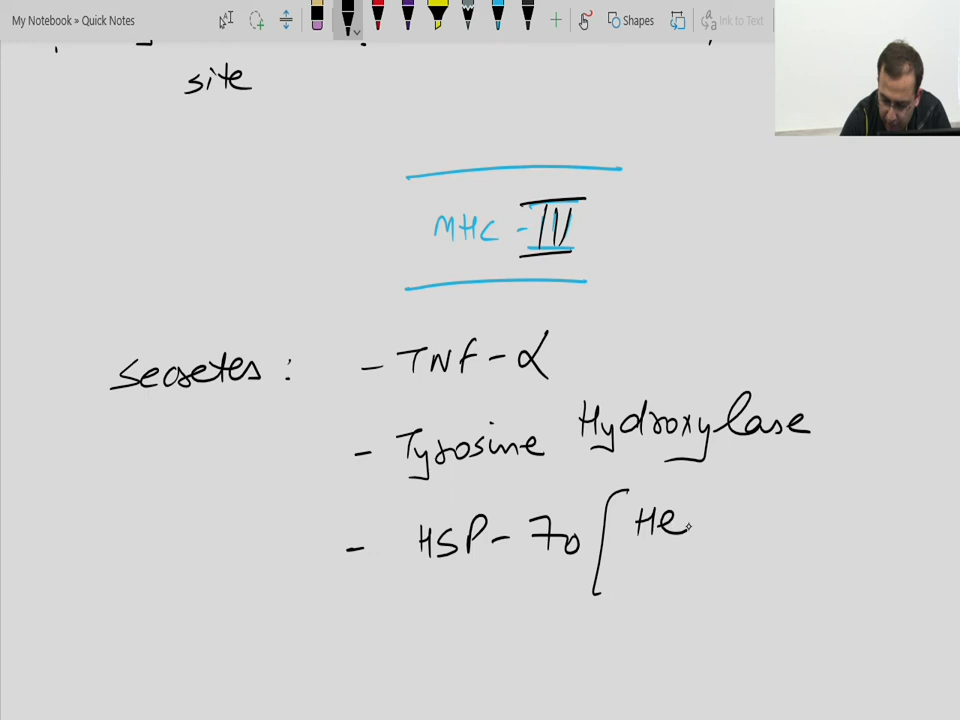 My Notebook » Quick Notes
Shapes
Ink to Text
site
MHC - III
Secretes : - TNF - α
- Tyrosine Hydroxylase
- HSP - 70 [ He